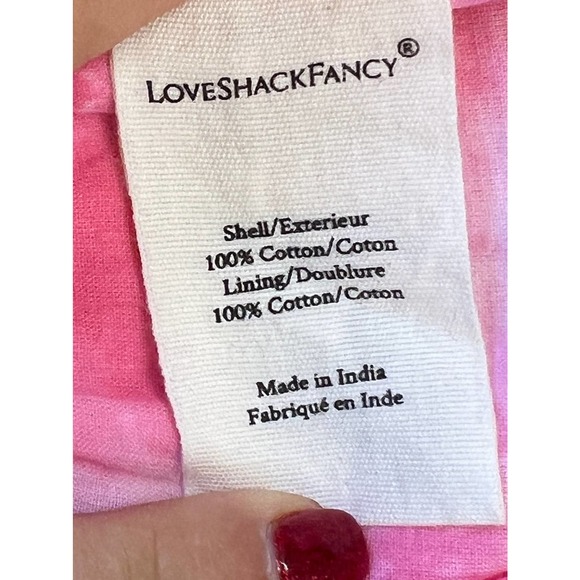 LOVESHACKFANCY®
Shell/Exterieur
100% Cotton/Coton
Lining/Doublure
100% Cotton/Coton
Made in India
Fabriqué en Inde